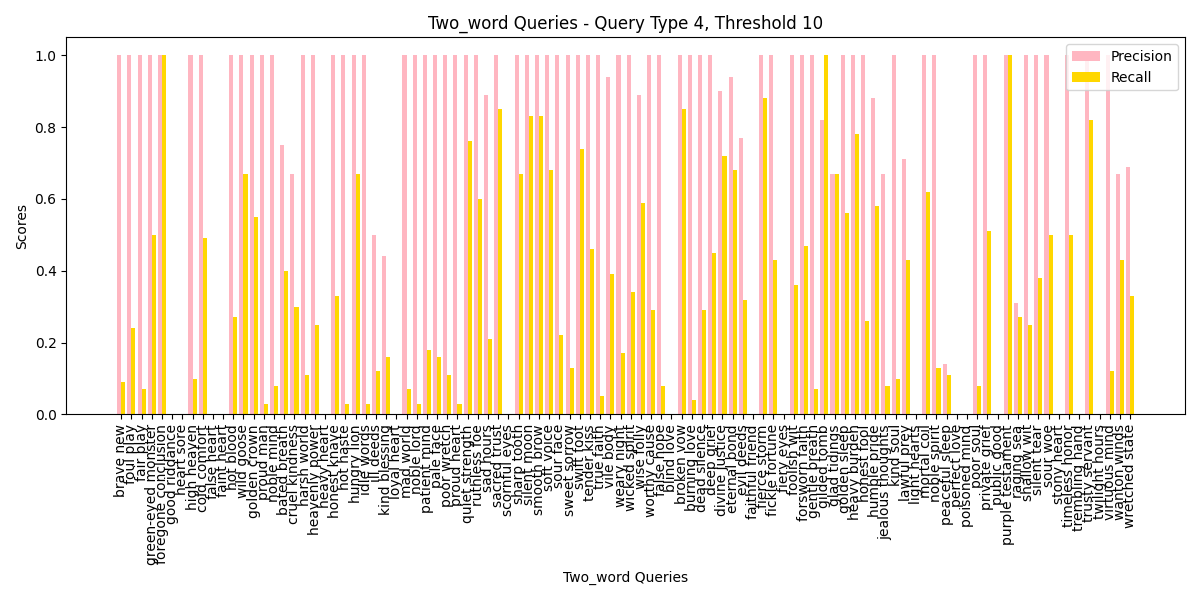 Two_word Queries - Query Type 4, Threshold 10
Precision
Recall
Scores
1.0
0.8
0.6
0.4
0.2
0.0
brave new
foul play
fair play
green-eyed monster
foregone conclusion
good riddance
heart sore
high heaven
cold comfort
fake heart
faint heart
hot blood
wild goose
golden crown
proud man
noble mind
bated breath
cruel kindness
harsh world
heavenly power
heavy heart
honest knave
hot haste
hungry lion
idle words
ill deeds
kind blessing
loyal heart
mad world
noble lord
patient mind
pale face
poor wretch
proud heart
quiet strength
ruthless foe
sad hours
sacred trust
scornful eyes
sharp tooth
silent moon
smooth brow
soft voice
sour face
sweet sorrow
swift foot
tender kiss
true faith
vile body
weary night
wicked spirit
wise folly
worthy cause
false hope
blind love
broken vow
burning love
dead silence
deep grief
divine justice
eternal bond
evil deeds
faithful friend
fierce storm
fickle fortune
fiery eyes
foolish wit
forsworn faith
gentle breath
gilded tomb
glad tidings
golden sleep
heavy burden
honest fool
humble pride
jealous thoughts
kind soul
lawful prey
light hearts
mortal coil
noble spirit
peaceful sleep
perfect love
poisoned mind
poor soul
private grief
public good
purple testament
raging sea
shallow wit
silent tear
sour woe
stony heart
timeless honor
trembling hand
trusty servant
twilight hours
virtuous mind
wanton wind
wretched state
Two_word Queries